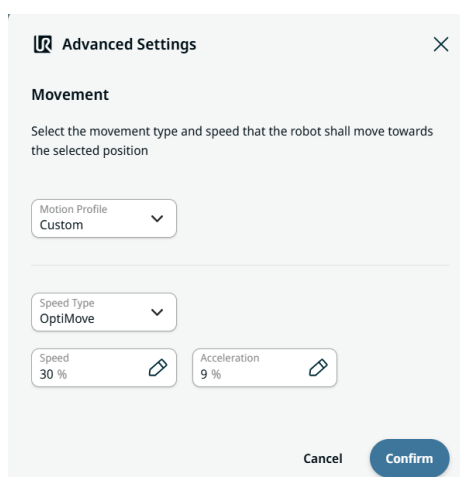 UR Advanced Settings
Movement
Select the movement type and speed that the robot shall move towards
the selected position
Motion Profile
Custom
Speed Type
OptiMove
Speed
30 %
Acceleration
9 %
Cancel
Confirm